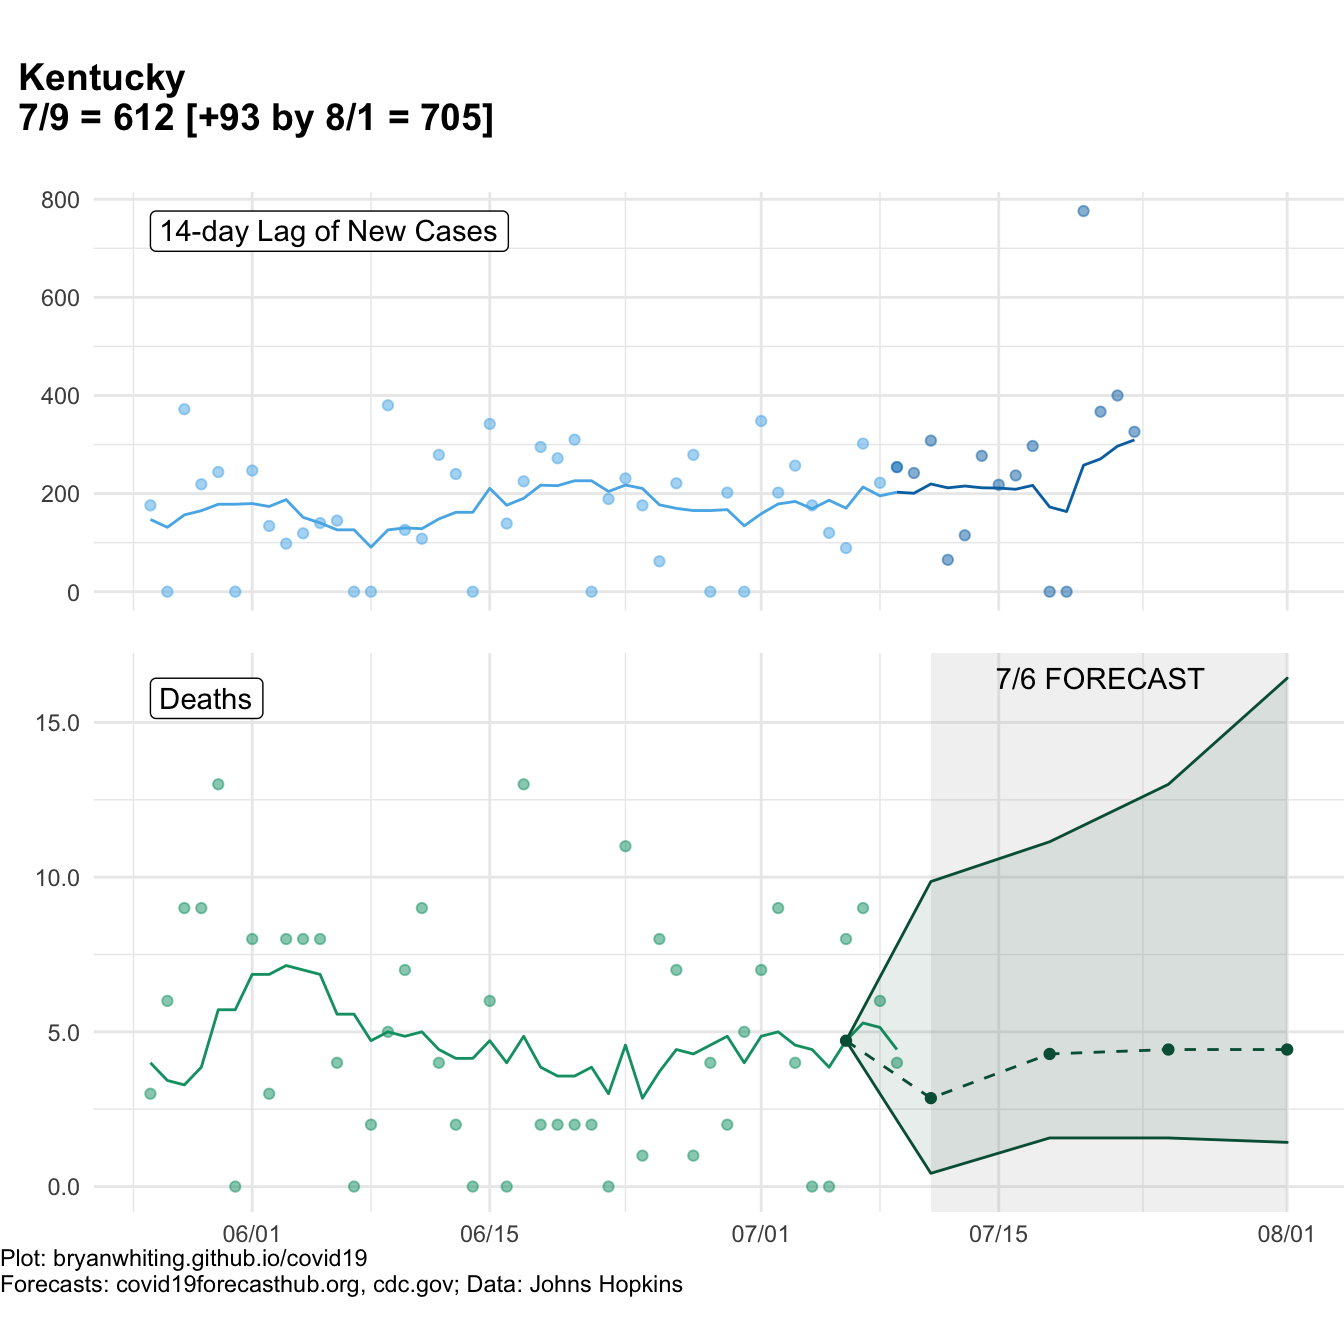 Kentucky
7/9 = 612 [+93 by 8/1 = 705]
800
14-day Lag of New Cases
600
400
200
0
7/6 FORECAST
Deaths
15.0
10.0
5.0
0.0
06/01 06/15 07/01 07/15 08/01
Plot: bryanwhiting.github.io/covid19
Forecasts: covid19forecasthub.org, cdc.gov; Data: Johns Hopkins